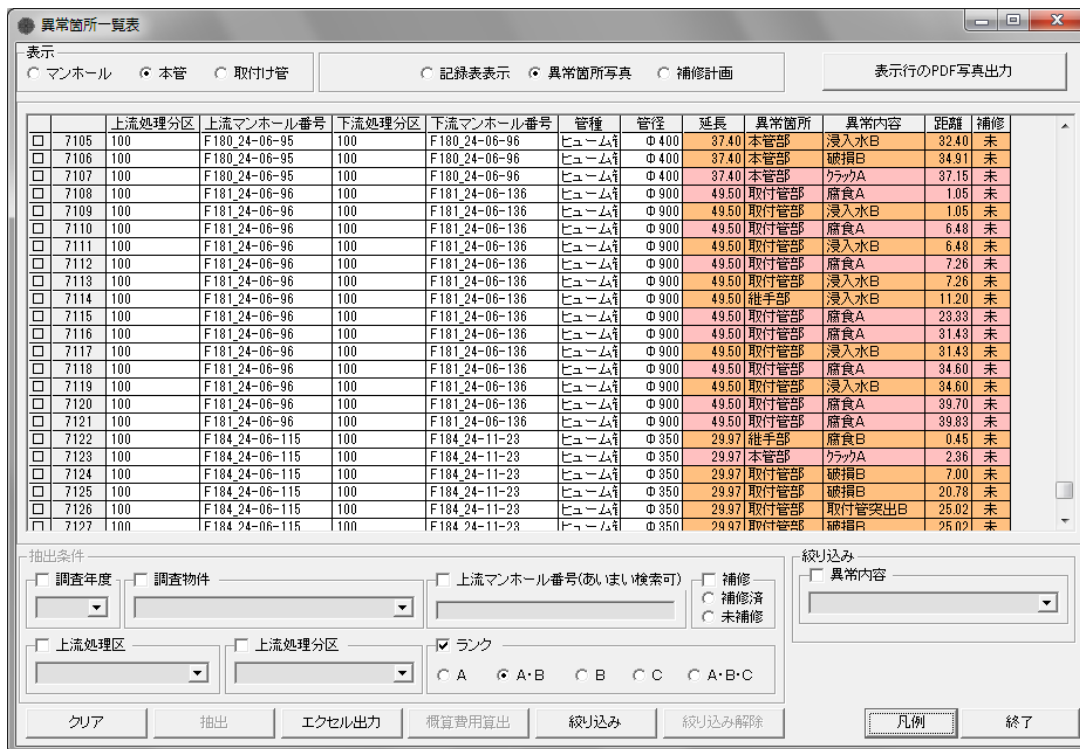 異常箇所一覧表
表示
マンホール 本管 取付け管 記録表表示 異常箇所写真 補修計画 表示行のPDF写真出力
上流処理分区 上流マンホール番号 下流処理分区 下流マンホール番号 管種 管径 延長 異常箇所 異常内容 距離 補修
7105 100 F180_24-06-95 100 F180_24-06-96 ヒューム Φ400 37.40 本管部 浸入水B 32.40 未
7106 100 F180_24-06-95 100 F180_24-06-96 ヒューム Φ400 37.40 本管部 破損B 34.91 未
7107 100 F180_24-06-95 100 F180_24-06-96 ヒューム Φ400 37.40 本管部 クラックA 37.15 未
7108 100 F181_24-06-96 100 F181_24-06-136 ヒューム Φ900 49.50 取付管部 腐食A 1.05 未
7109 100 F181_24-06-96 100 F181_24-06-136 ヒューム Φ900 49.50 取付管部 浸入水B 1.05 未
7110 100 F181_24-06-96 100 F181_24-06-136 ヒューム Φ900 49.50 取付管部 腐食A 6.48 未
7111 100 F181_24-06-96 100 F181_24-06-136 ヒューム Φ900 49.50 取付管部 浸入水B 6.48 未
7112 100 F181_24-06-96 100 F181_24-06-136 ヒューム Φ900 49.50 取付管部 腐食A 7.26 未
7113 100 F181_24-06-96 100 F181_24-06-136 ヒューム Φ900 49.50 取付管部 浸入水B 7.26 未
7114 100 F181_24-06-96 100 F181_24-06-136 ヒューム Φ900 49.50 継手部 浸入水B 11.20 未
7115 100 F181_24-06-96 100 F181_24-06-136 ヒューム Φ900 49.50 取付管部 腐食A 23.33 未
7116 100 F181_24-06-96 100 F181_24-06-136 ヒューム Φ900 49.50 取付管部 腐食A 31.43 未
7117 100 F181_24-06-96 100 F181_24-06-136 ヒューム Φ900 49.50 取付管部 浸入水B 31.43 未
7118 100 F181_24-06-96 100 F181_24-06-136 ヒューム Φ900 49.50 取付管部 腐食A 34.60 未
7119 100 F181_24-06-96 100 F181_24-06-136 ヒューム Φ900 49.50 取付管部 浸入水B 34.60 未
7120 100 F181_24-06-96 100 F181_24-06-136 ヒューム Φ900 49.50 取付管部 腐食A 39.70 未
7121 100 F181_24-06-96 100 F181_24-06-136 ヒューム Φ900 49.50 取付管部 腐食A 39.83 未
7122 100 F184_24-06-115 100 F184_24-11-23 ヒューム Φ350 29.97 継手部 腐食B 0.45 未
7123 100 F184_24-06-115 100 F184_24-11-23 ヒューム Φ350 29.97 本管部 クラックA 2.36 未
7124 100 F184_24-06-115 100 F184_24-11-23 ヒューム Φ350 29.97 取付管部 破損B 7.00 未
7125 100 F184_24-06-115 100 F184_24-11-23 ヒューム Φ350 29.97 取付管部 破損B 20.78 未
7126 100 F184_24-06-115 100 F184_24-11-23 ヒューム Φ350 29.97 取付管部 取付管突出B 25.02 未
7127 100 F184_24-06-115 100 F184_24-11-23 ヒューム Φ350 29.97 取付管部 破損B 25.02 未
抽出条件 絞り込み
調査年度 調査物件 上流マンホール番号(あいまい検索可) 補修 異常内容
補修済
未補修
上流処理区 上流処理分区 ランク
A A・B B C A・B・C
クリア 抽出 エクセル出力 概算費用算出 絞り込み 絞り込み解除 凡例 終了